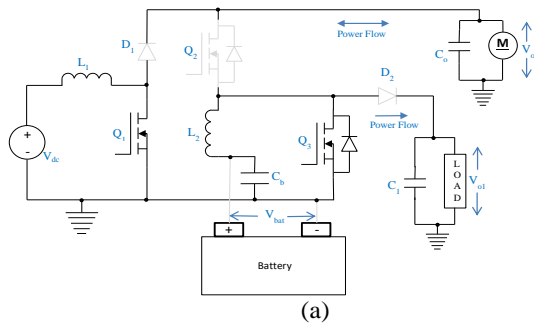 D1
Q2
Power Flow
Co
M
Vo
L1
D2
Q1
L2
Q3
Power Flow
Vdc
+
-
Cb
C1
LOAD
Vo1
Vbat
+
-
Battery
(a)